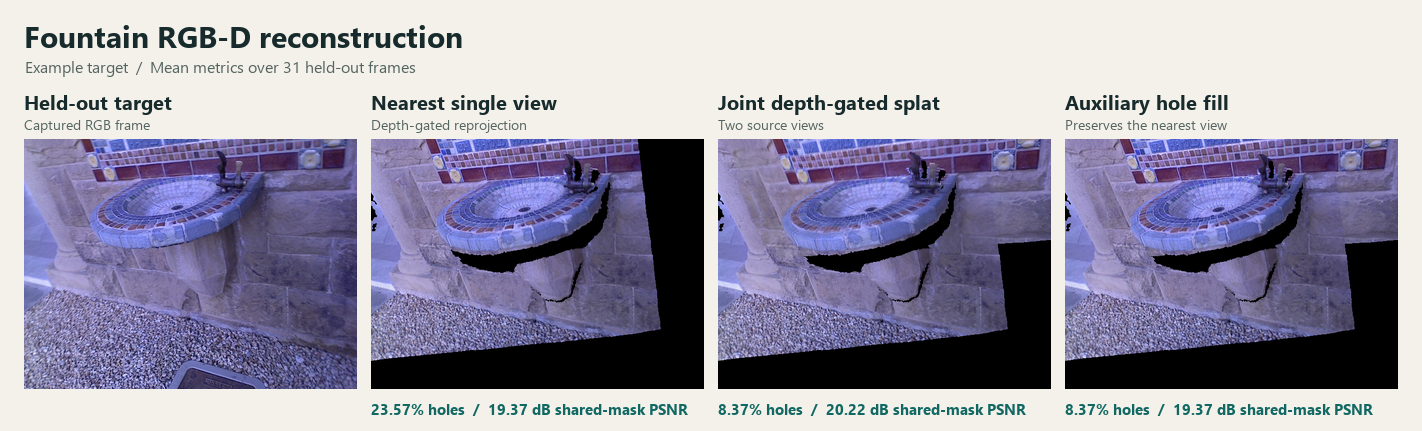 Fountain RGB-D reconstruction
Example target / Mean metrics over 31 held-out frames
Held-out target
Captured RGB frame
Nearest single view
Depth-gated reprojection
23.57% holes / 19.37 dB shared-mask PSNR
Joint depth-gated splat
Two source views
8.37% holes / 20.22 dB shared-mask PSNR
Auxiliary hole fill
Preserves the nearest view
8.37% holes / 19.37 dB shared-mask PSNR